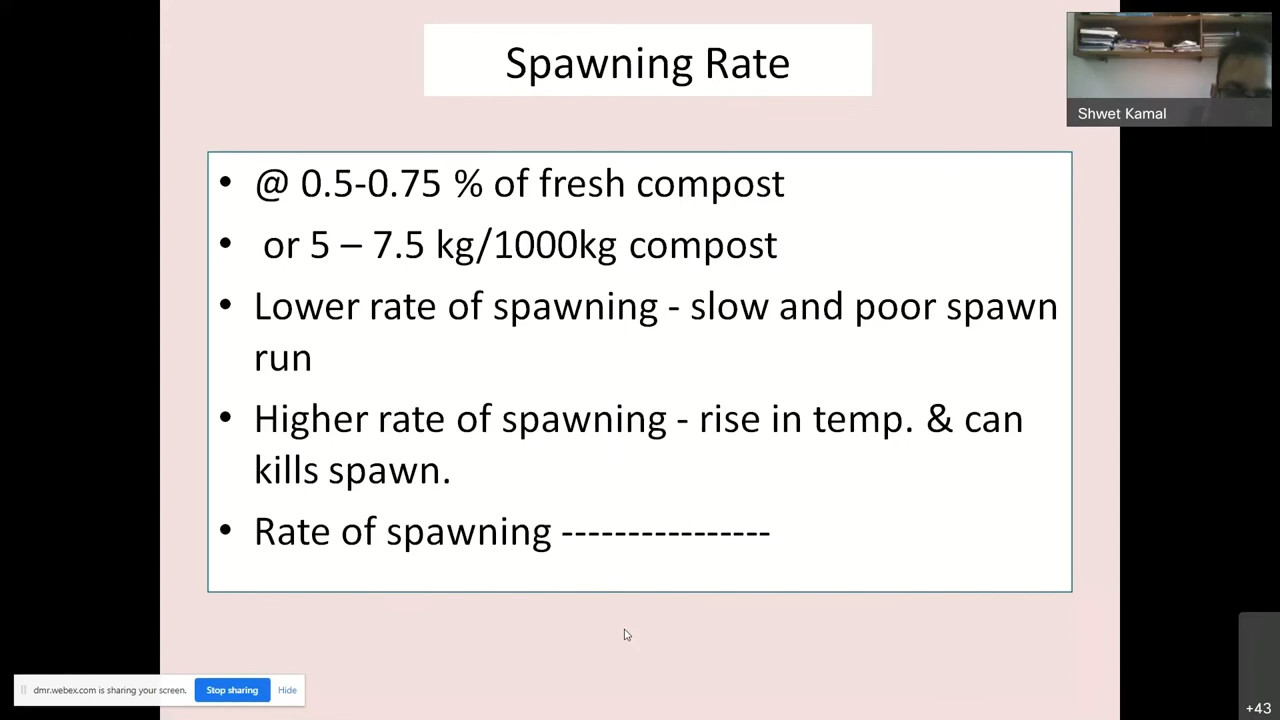 Spawning Rate
Shwet Kamal
• @ 0.5-0.75 % of fresh compost
• or 5 – 7.5 kg/1000kg compost
• Lower rate of spawning - slow and poor spawn
run
• Higher rate of spawning - rise in temp. & can
kills spawn.
• Rate of spawning ----------------
dmr.webex.com is sharing your screen. Stop sharing Hide
+43